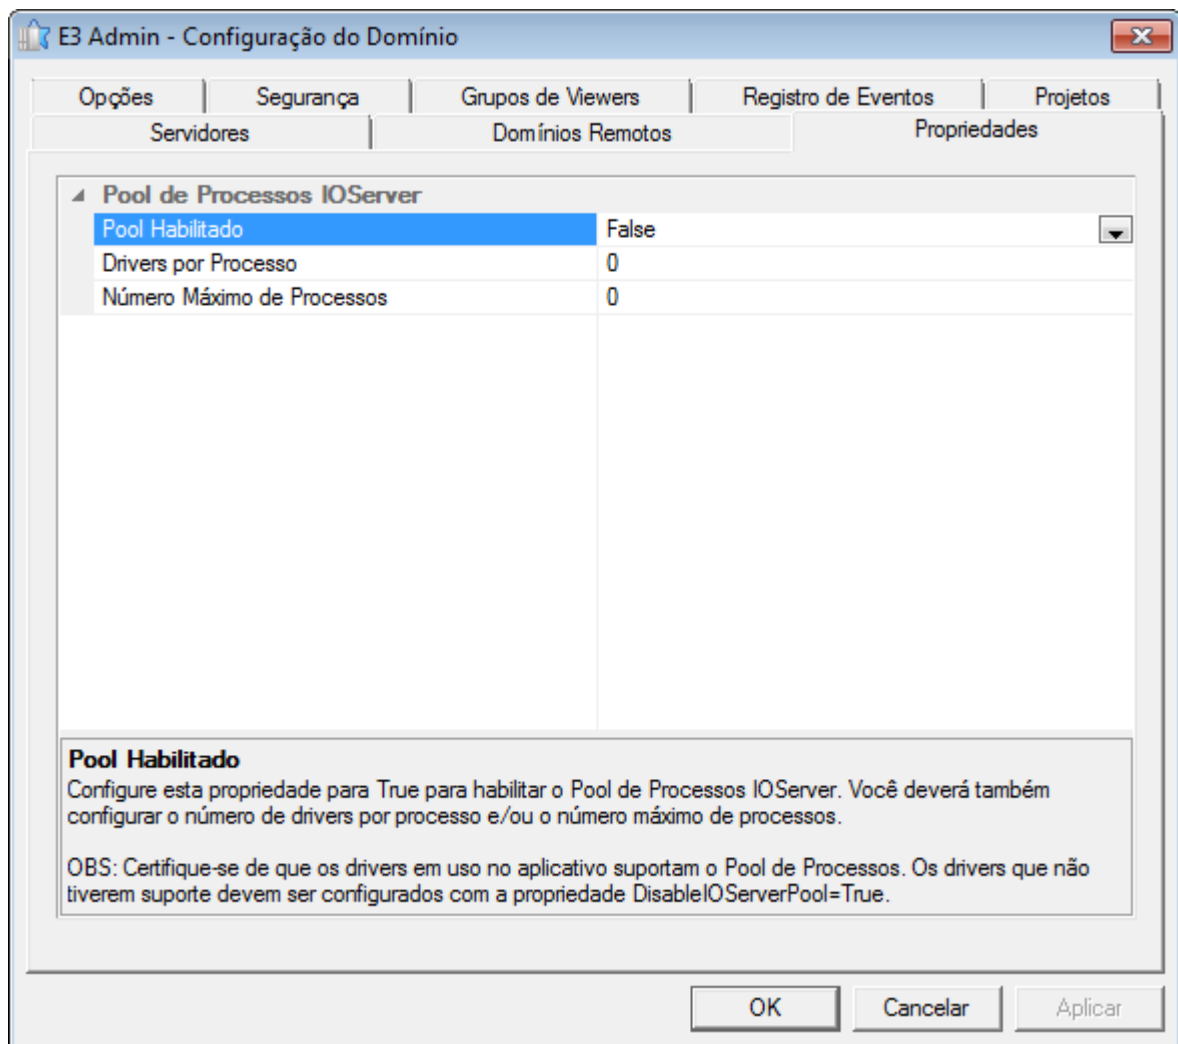 E3 Admin - Configuração do Domínio
Opções Segurança Grupos de Viewers Registro de Eventos Projetos
Servidores Domínios Remotos Propriedades
Pool de Processos IOServer
Pool Habilitado False
Drivers por Processo 0
Número Máximo de Processos 0
Pool Habilitado
Configure esta propriedade para True para habilitar o Pool de Processos IOServer. Você deverá também
configurar o número de drivers por processo e/ou o número máximo de processos.
OBS: Certifique-se de que os drivers em uso no aplicativo suportam o Pool de Processos. Os drivers que não
tiverem suporte devem ser configurados com a propriedade DisableIOServerPool=True.
OK Cancelar Aplicar